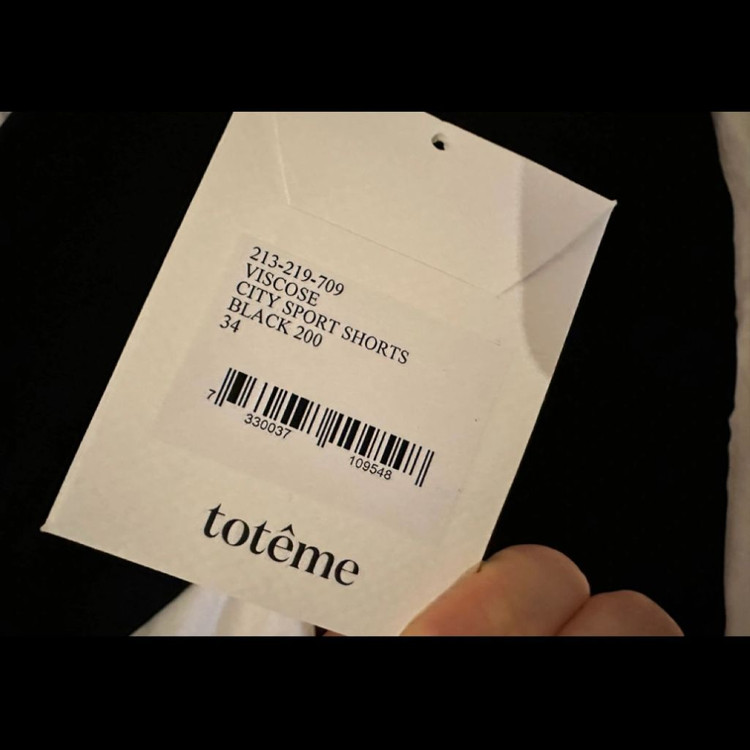 213-219-709
VISCOSE
CITY SPORT SHORTS
BLACK 200
34
7 330037 109548
totême